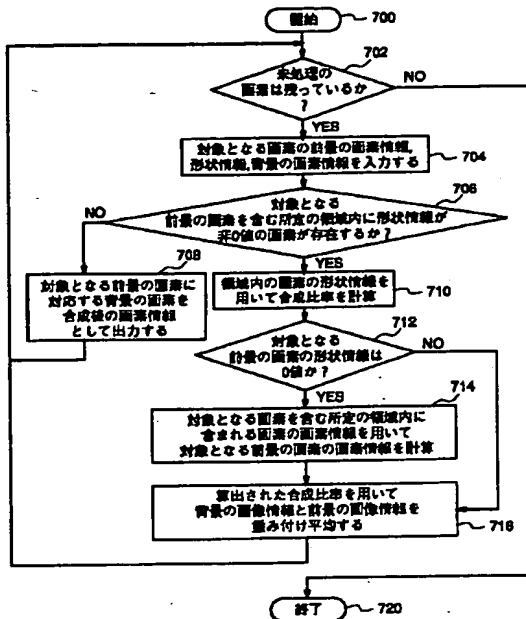 開始
700
702
未処理の
画素は残っているか
?
NO
YES
対象となる画素の前景の画素情報,
形状情報,背景の画素情報を入力する
704
706
対象となる
前景の画素を含む所定の領域内に形状情報が
非0値の画素が存在するか?
NO
YES
708
対象となる前景の画素に
対応する背景の画素を
合成後の画素情報
として出力する
領域内の画素の形状情報を
用いて合成比率を計算
710
712
対象となる
前景の画素の形状情報は
0値か?
NO
YES
714
対象となる画素を含む所定の領域内に
含まれる画素の画素情報を用いて
対象となる前景の画素の画素情報を計算
算出された合成比率を用いて
背景の画像情報と前景の画像情報を
重み付け平均する
716
終了
720